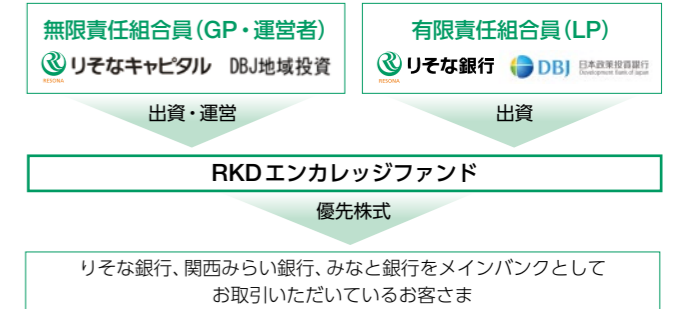 無限責任組合員(GP・運営者)
RESONA りそなキャピタル DBJ地域投資
有限責任組合員(LP)
RESONA りそな銀行 DBJ 日本政策投資銀行
Development Bank of Japan
出資・運営
出資
RKDエンカレッジファンド
優先株式
りそな銀行、関西みらい銀行、みなと銀行をメインバンクとして
お取引いただいているお客さま